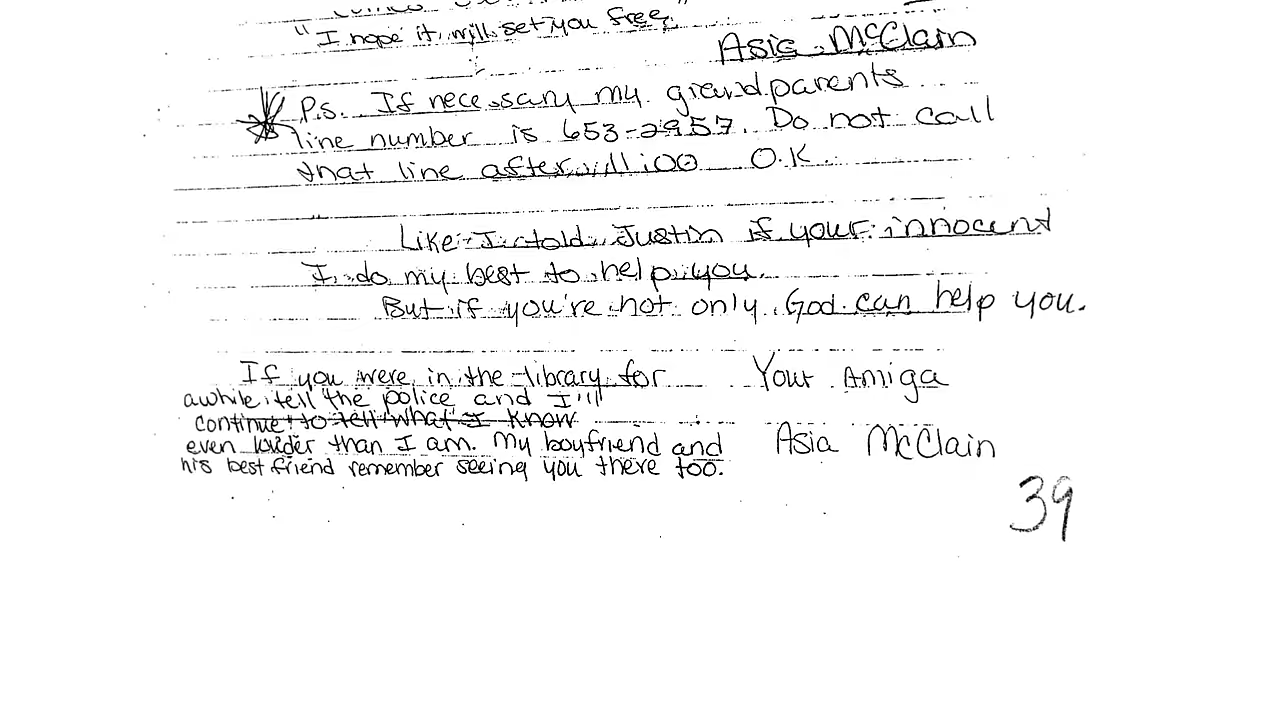 "I hope it will set you free"
Asia McClain
P.s. If necessary my grandparents
line number is 653-2957. Do not call
that line after 11:00 O.K.
Like I told Justin if your innocent
I do my best to help you.
But if you're not only God can help you.
If you were in the library for
awhile tell the police and I'll
continue to tell what I know
even louder than I am. My boyfriend and
his best friend remember seeing you there too.
Your Amiga
Asia McClain
39